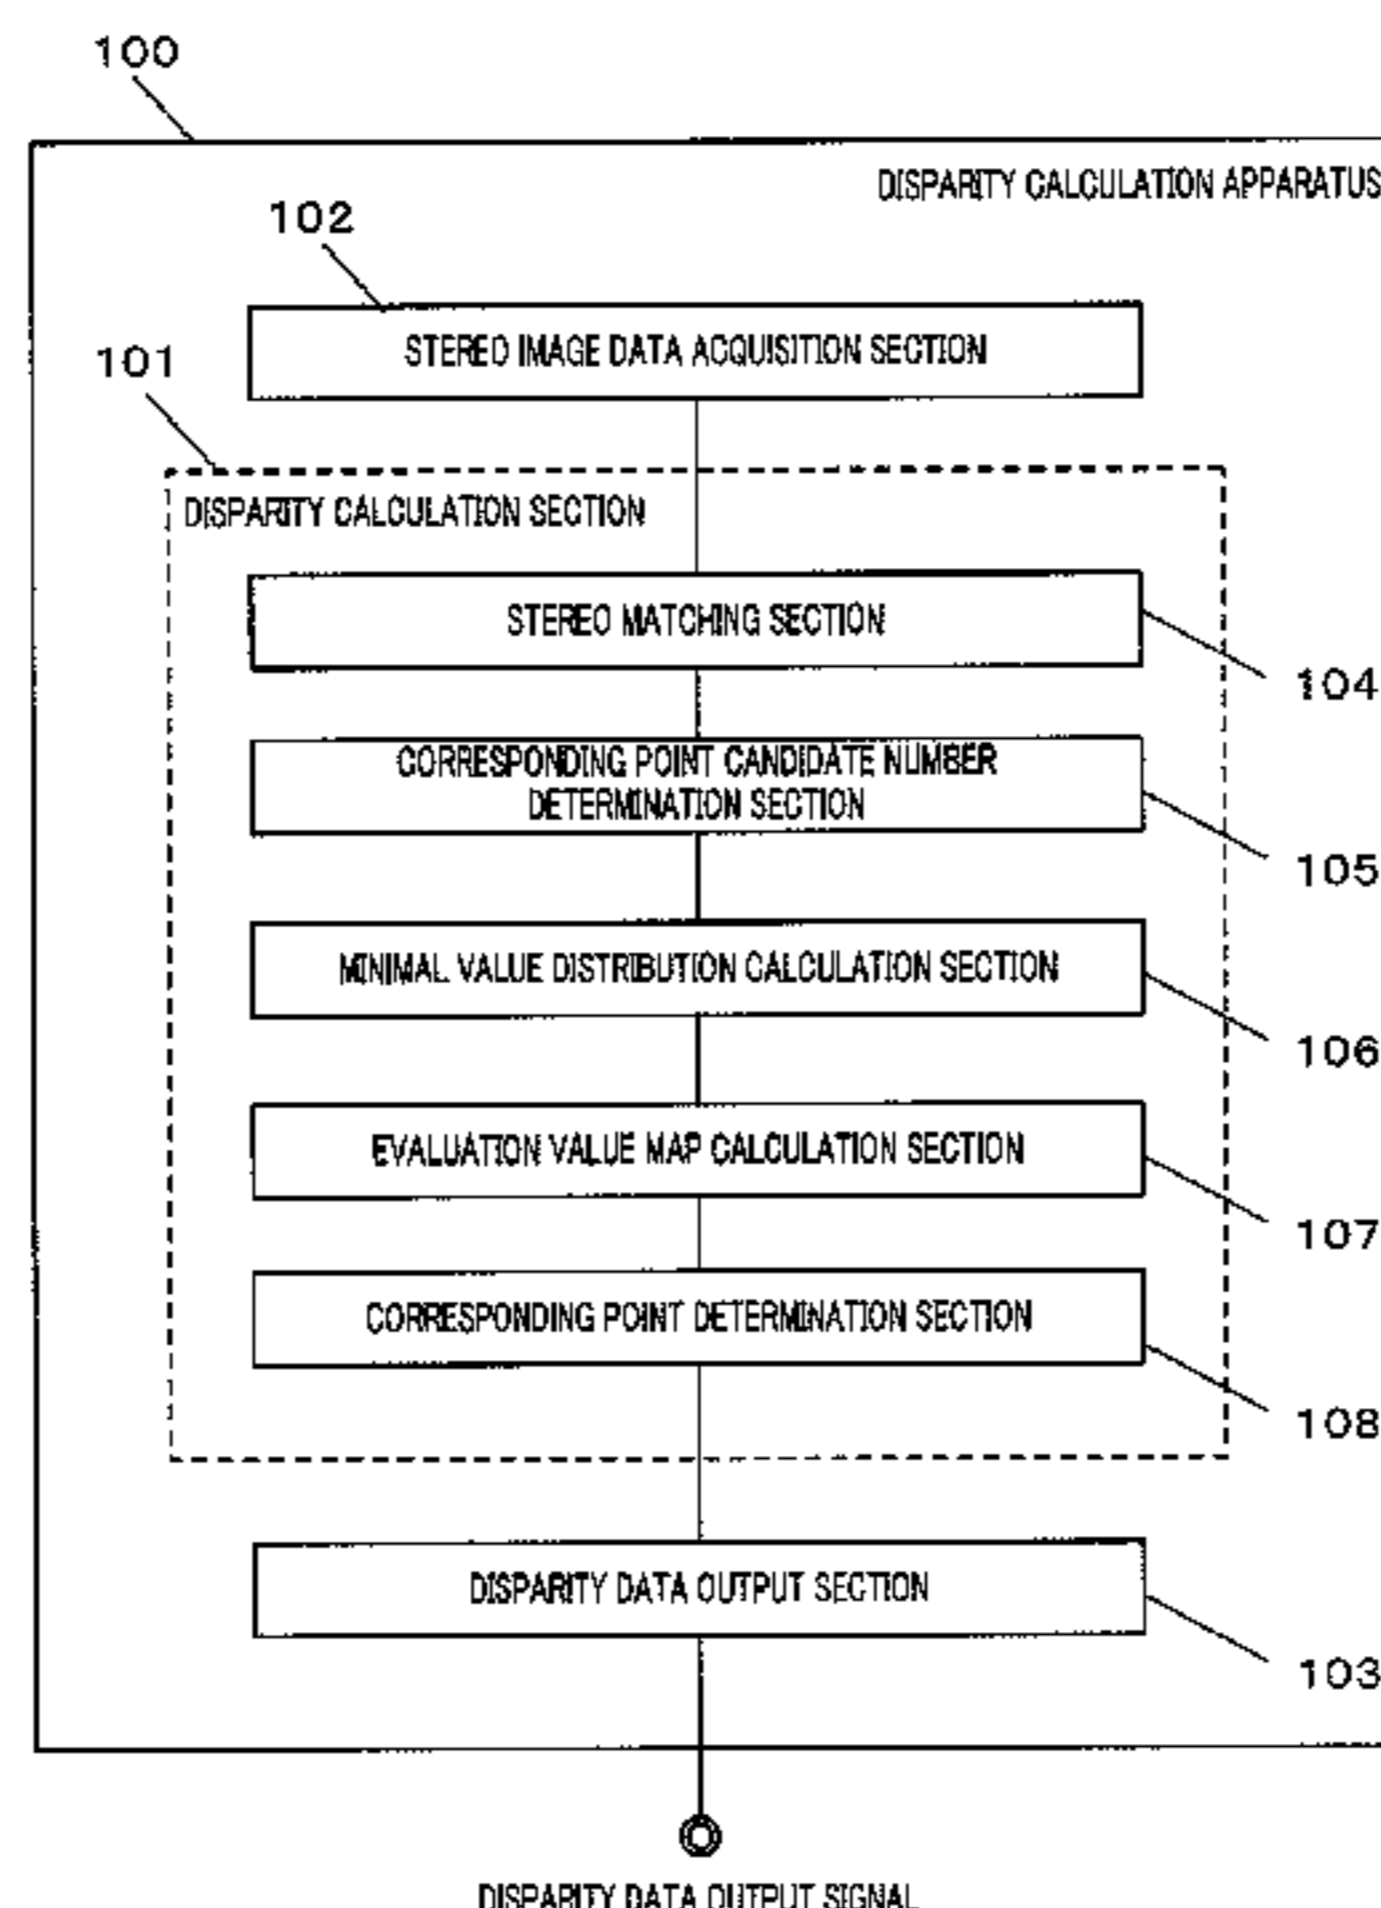 100
DISPARITY CALCULATION APPARATUS
102
STEREO IMAGE DATA ACQUISITION SECTION
101
DISPARITY CALCULATION SECTION
STEREO MATCHING SECTION
104
CORRESPONDING POINT CANDIDATE NUMBER
DETERMINATION SECTION
105
MINIMAL VALUE DISTRIBUTION CALCULATION SECTION
106
EVALUATION VALUE MAP CALCULATION SECTION
107
CORRESPONDING POINT DETERMINATION SECTION
108
DISPARITY DATA OUTPUT SECTION
103
DISPARITY DATA OUTPUT SIGNAL